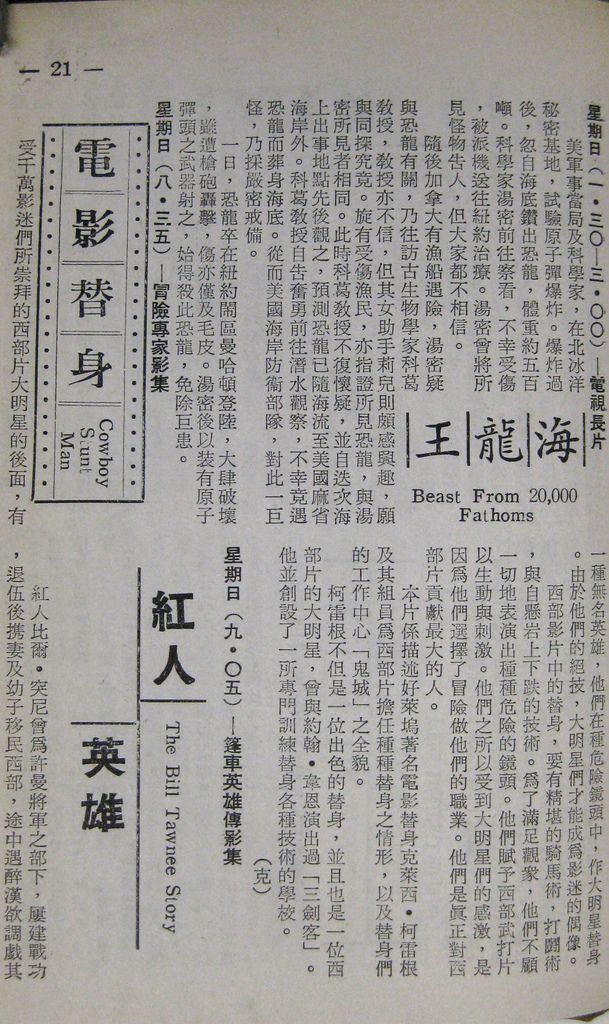 — 21 —
星期日（一・三〇—三・〇〇）—電視長片
海龍王
Beast From 20,000
Fathoms
美軍事當局及科學家，在北冰洋
秘密基地，試驗原子彈爆炸。爆炸過
後，忽自海底鑽出恐龍，體重約五百
噸。科學家湯密前往察看，不幸受傷
，被派機送往紐約治療。湯密曾將所
見怪物告人，但大家都不相信。
隨後加拿大有漁船遇險，湯密疑
與恐龍有關，乃往訪古生物學家科葛
教授，教授亦不信，但其女助手莉兒則頗感興趣，願
與同探究竟。旋有受傷漁民，亦指證所見恐龍，與湯
密所見者相同。此時科葛教授不復懷疑，並自迭次海
上出事地點先後觀之，預測恐龍已隨海流至美國麻省
海岸外。科葛教授自告奮勇前往潛水觀察，不幸竟遇
恐龍而葬身海底。從而美國海岸防衛部隊，對此一巨
怪，乃採嚴密戒備。
一日，恐龍卒在紐約鬧區曼哈頓登陸，大肆破壞
，雖遭槍砲轟擊，傷亦僅及毛皮。湯密後以裝有原子
彈頭之武器射之，始得殺此恐龍，免除巨患。
星期日（八・三五）—冒險專家影集
電影替身
Cowboy
Stunt
Man
受千萬影迷們所崇拜的西部片大明星的後面，有
一種無名英雄，他們在種危險鏡頭中，作大明星替身
。由於他們的絕技，大明星們才能成爲影迷的偶像。
西部影片中的替身，要有精堪的騎馬術，打鬪術
，與自懸岩上下跌的技術。爲了滿足觀衆，他們不顧
一切地表演出種種危險的鏡頭。他們賦予西部武打片
以生動與刺激。他們之所以受到大明星們的感激，是
因爲他們選擇了冒險做他們的職業。他們是眞正對西
部片貢獻最大的人。
本片係描述好萊塢著名電影替身克萊西・柯雷根
及其組員爲西部片擔任種種替身之情形，以及替身們
的工作中心「鬼城」之全貌。
柯雷根不但是一位出色的替身，並且也是一位西
部片的大明星，曾與約翰・韋恩演出過「三劍客」。
他並創設了一所專門訓練替身各種技術的學校。
（克）
星期日（九・〇五）—篷車英雄傳影集
紅人英雄
The Bill Tawnee Story
紅人比爾・突尼曾爲許曼將軍之部下，屢建戰功
，退伍後携妻及幼子移民西部，途中遇醉漢欲調戲其